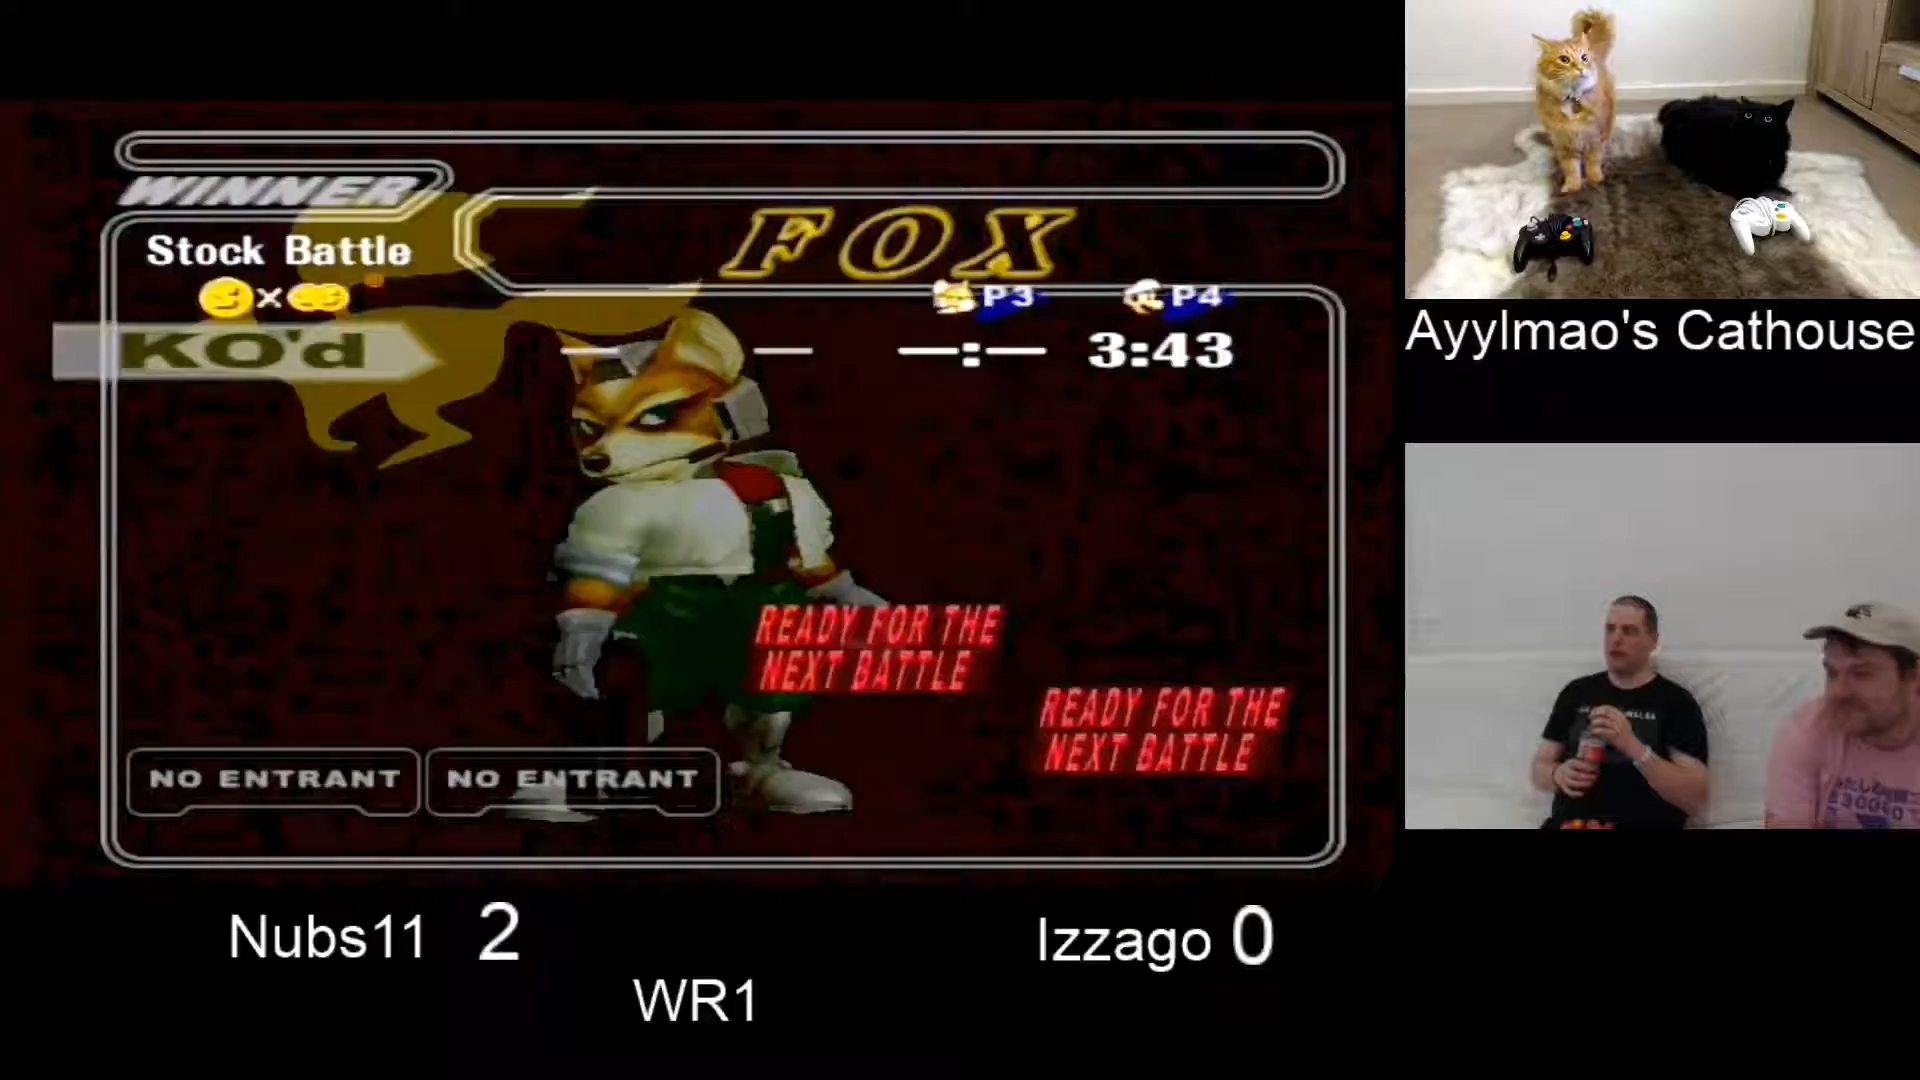 WINNER
Stock Battle
FOX
P3
P4
KO'd
— — —:— 3:43
READY FOR THE
NEXT BATTLE
READY FOR THE
NEXT BATTLE
NO ENTRANT
NO ENTRANT
Nubs11 2
Izzago 0
WR1
Ayylmao's Cathouse
30000